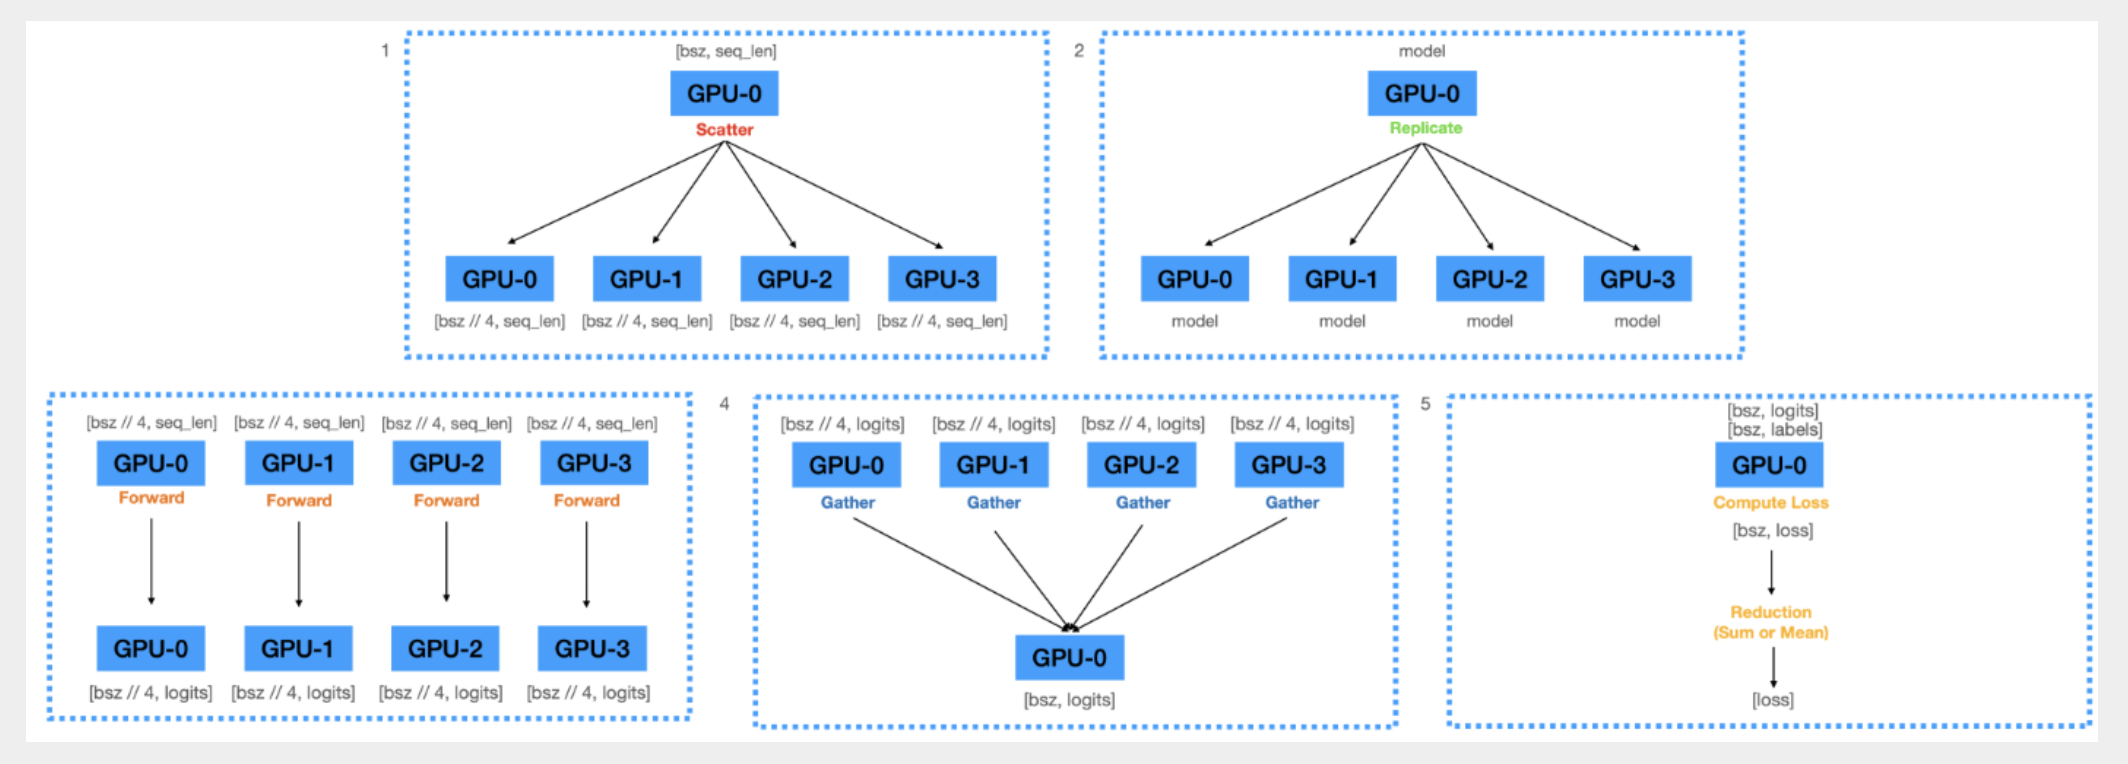 1
[bsz, seq_len]
GPU-0
Scatter
GPU-0 GPU-1 GPU-2 GPU-3
[bsz // 4, seq_len] [bsz // 4, seq_len] [bsz // 4, seq_len] [bsz // 4, seq_len]
2
model
GPU-0
Replicate
GPU-0 GPU-1 GPU-2 GPU-3
model model model model
[bsz // 4, seq_len] [bsz // 4, seq_len] [bsz // 4, seq_len] [bsz // 4, seq_len]
GPU-0 GPU-1 GPU-2 GPU-3
Forward Forward Forward Forward
GPU-0 GPU-1 GPU-2 GPU-3
[bsz // 4, logits] [bsz // 4, logits] [bsz // 4, logits] [bsz // 4, logits]
4
[bsz // 4, logits] [bsz // 4, logits] [bsz // 4, logits] [bsz // 4, logits]
GPU-0 GPU-1 GPU-2 GPU-3
Gather Gather Gather Gather
GPU-0
[bsz, logits]
5
[bsz, logits]
[bsz, labels]
GPU-0
Compute Loss
[bsz, loss]
Reduction
(Sum or Mean)
[loss]